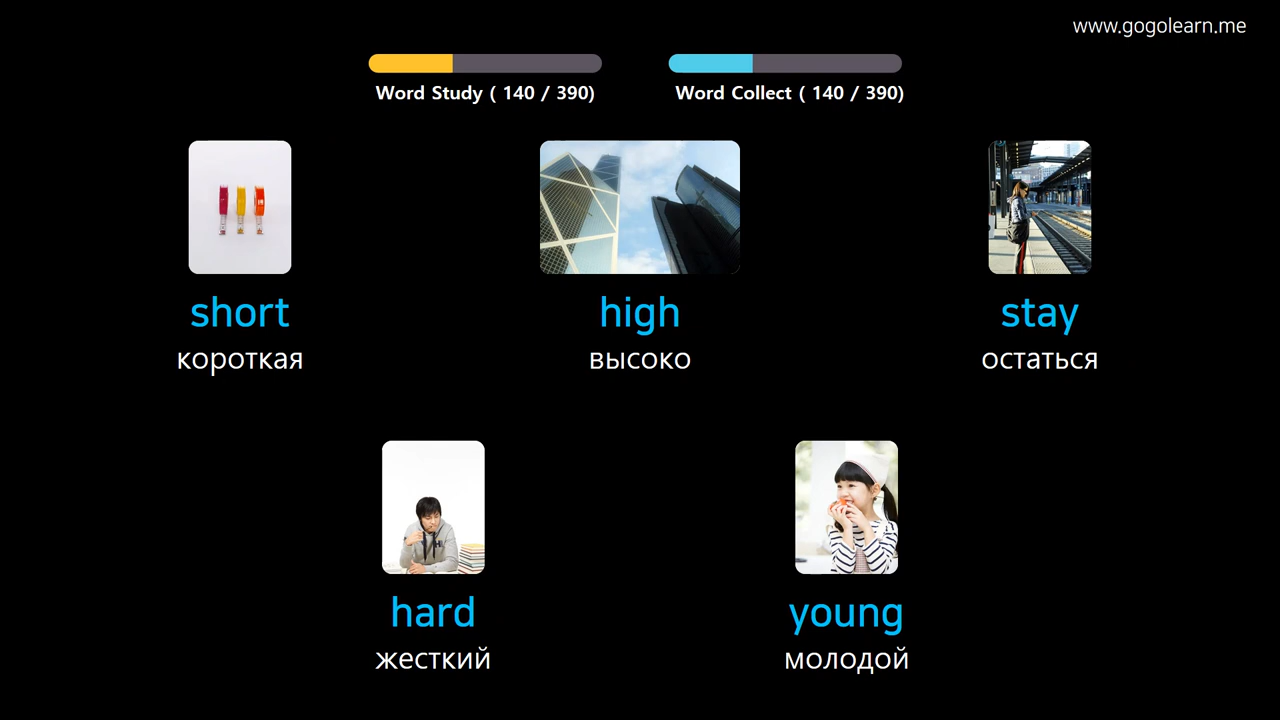 www.gogolearn.me
Word Study ( 140 / 390)
Word Collect ( 140 / 390)
short
короткая
high
высоко
stay
остаться
hard
жесткий
young
молодой